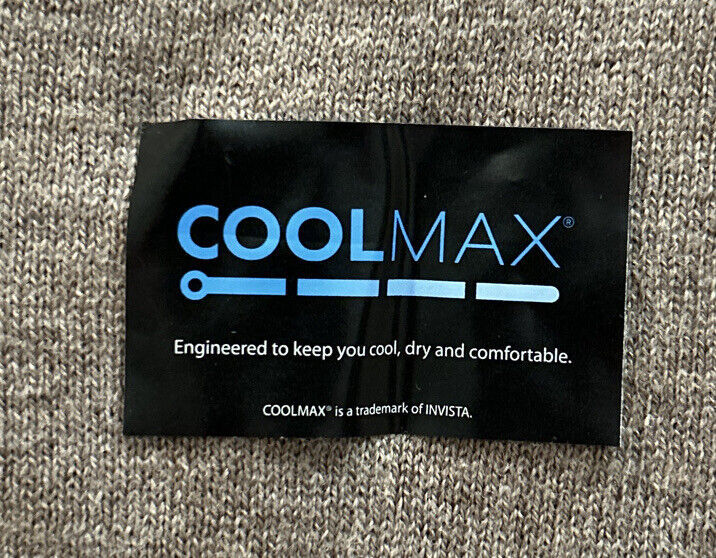 COOLMAX®
Engineered to keep you cool, dry and comfortable.
COOLMAX® is a trademark of INVISTA.